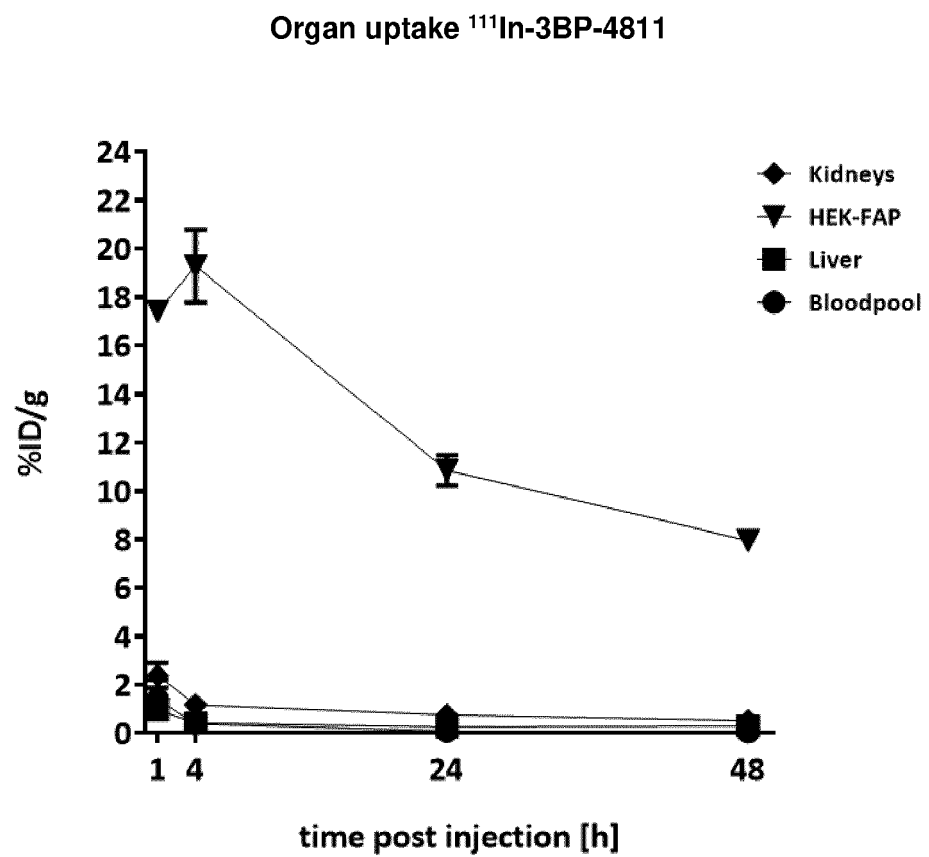 Organ uptake ¹¹¹In-3BP-4811
24
22
20
18
16
14
12
10
8
6
4
2
0
%ID/g
1 4 24 48
time post injection [h]
Kidneys
HEK-FAP
Liver
Bloodpool